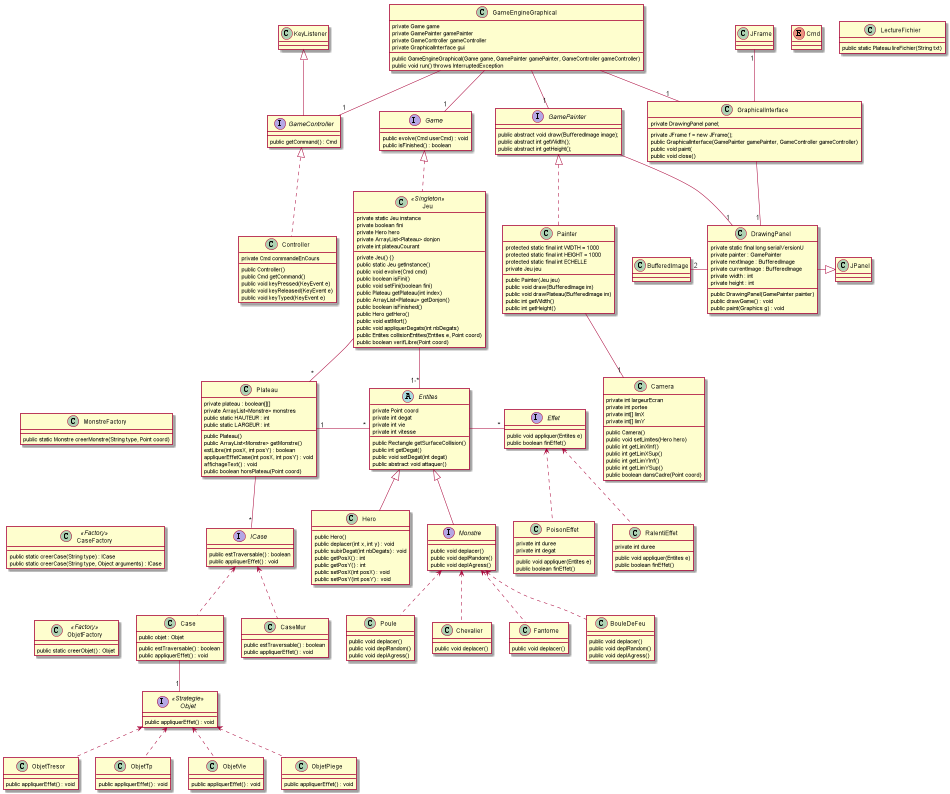 C GameEngineGraphical
private Game game
private GamePainter gamePainter
private GameController gameController
private GraphicalInterface gui
public GameEngineGraphical(Game game, GamePainter gamePainter, GameController gameController)
public void run() throws InterruptedException
C KeyListener
C JFrame
E Cmd
C LectureFichier
public static Plateau lireFichier(String txt)
1
1
1
1
1
I GameController
public getCommand() : Cmd
I Game
public evolve(Cmd userCmd) : void
public isFinished() : boolean
I GamePainter
public abstract void draw(BufferedImage image);
public abstract int getWidth();
public abstract int getHeight();
C GraphicalInterface
private DrawingPanel panel;
private JFrame f = new JFrame();
public GraphicalInterface(GamePainter gamePainter, GameController gameController)
public void paint(
public void close()
C «Singleton»
Jeu
private static Jeu instance
private boolean fini
private Hero hero
private ArrayList<Plateau> donjon
private int plateauCourant
private Jeu() {}
public static Jeu getInstance()
public void evolve(Cmd cmd)
public boolean isFini()
public void setFini(boolean fini)
public Plateau getPlateau(int index)
public ArrayList<Plateau> getDonjon()
public boolean isFinished()
public Hero getHero()
public void estMort()
public void appliquerDegats(int nbDegats)
public Entites collisionEntites(Entites e, Point coord)
public boolean verifLibre(Point coord)
C Controller
private Cmd commandeEnCours
public Controller()
public Cmd getCommand()
public void keyPressed(KeyEvent e)
public void keyReleased(KeyEvent e)
public void keyTyped(KeyEvent e)
C Painter
protected static final int WIDTH = 1000
protected static final int HEIGHT = 1000
protected static final int ECHELLE
private Jeu jeu
public Painter(Jeu jeu)
public void draw(BufferedImage im)
public void drawPlateau(BufferedImage im)
public int getWidth()
public int getHeight()
1
1
C BufferedImage
2
C DrawingPanel
private static final long serialVersionU
private painter : GamePainter
private nextImage : BufferedImage
private currentImage : BufferedImage
private width : int
private height : int
public DrawingPanel(GamePainter painter)
public drawGame() : void
public paint(Graphics g) : void
C JPanel
*
1-*
1
C Plateau
private plateau : boolean[][]
private ArrayList<Monstre> monstres
public static HAUTEUR : int
public static LARGEUR : int
public Plateau()
public ArrayList<Monstre> getMonstre()
estLibre(int posX, int posY) : boolean
appliquerEffetCase(int posX, int posY) : void
affichageText() : void
public boolean horsPlateau(Point coord)
1
*
A Entites
private Point coord
private int degat
private int vie
private int vitesse
public Rectangle getSurfaceCollision()
public int getDegat()
public void setDegat(int degat)
public abstract void attaquer()
*
I Effet
public void appliquer(Entites e)
public boolean finEffet()
C Camera
private int largeurEcran
private int portee
private int[] limX
private int[] limY
public Camera()
public void setLimites(Hero hero)
public int getLimXInf()
public int getLimXSup()
public int getLimYInf()
public int getLimYSup()
public boolean dansCadre(Point coord)
C MonstreFactory
public static Monstre creerMonstre(String type, Point coord)
*
C «Factory»
CaseFactory
public static creerCase(String type) : ICase
public static creerCase(String type, Object arguments) : ICase
I ICase
public estTraversable() : boolean
public appliquerEffet() : void
C Hero
public Hero()
public deplacer(int x, int y) : void
public subirDegat(int nbDegats) : void
public getPosX() : int
public getPosY() : int
public setPosX(int posX) : void
public setPosY(int posY) : void
I Monstre
public void deplacer()
public void deplRandom()
public void deplAgress()
C PoisonEffet
private int duree
private int degat
public void appliquer(Entites e)
public boolean finEffet()
C RalentiEffet
private int duree
public void appliquer(Entites e)
public boolean finEffet()
C «Factory»
ObjetFactory
public static creerObjet() : Objet
C Case
public objet : Objet
public estTraversable() : boolean
public appliquerEffet() : void
C CaseMur
public estTraversable() : boolean
public appliquerEffet() : void
C Poule
public void deplacer()
public void deplRandom()
public void deplAgress()
C Chevalier
public void deplacer()
C Fantome
public void deplacer()
C BouleDeFeu
public void deplacer()
public void deplRandom()
public void deplAgress()
1
I «Strategie»
Objet
public appliquerEffet() : void
C ObjetTresor
public appliquerEffet() : void
C ObjetTp
public appliquerEffet() : void
C ObjetVie
public appliquerEffet() : void
C ObjetPiege
public appliquerEffet() : void